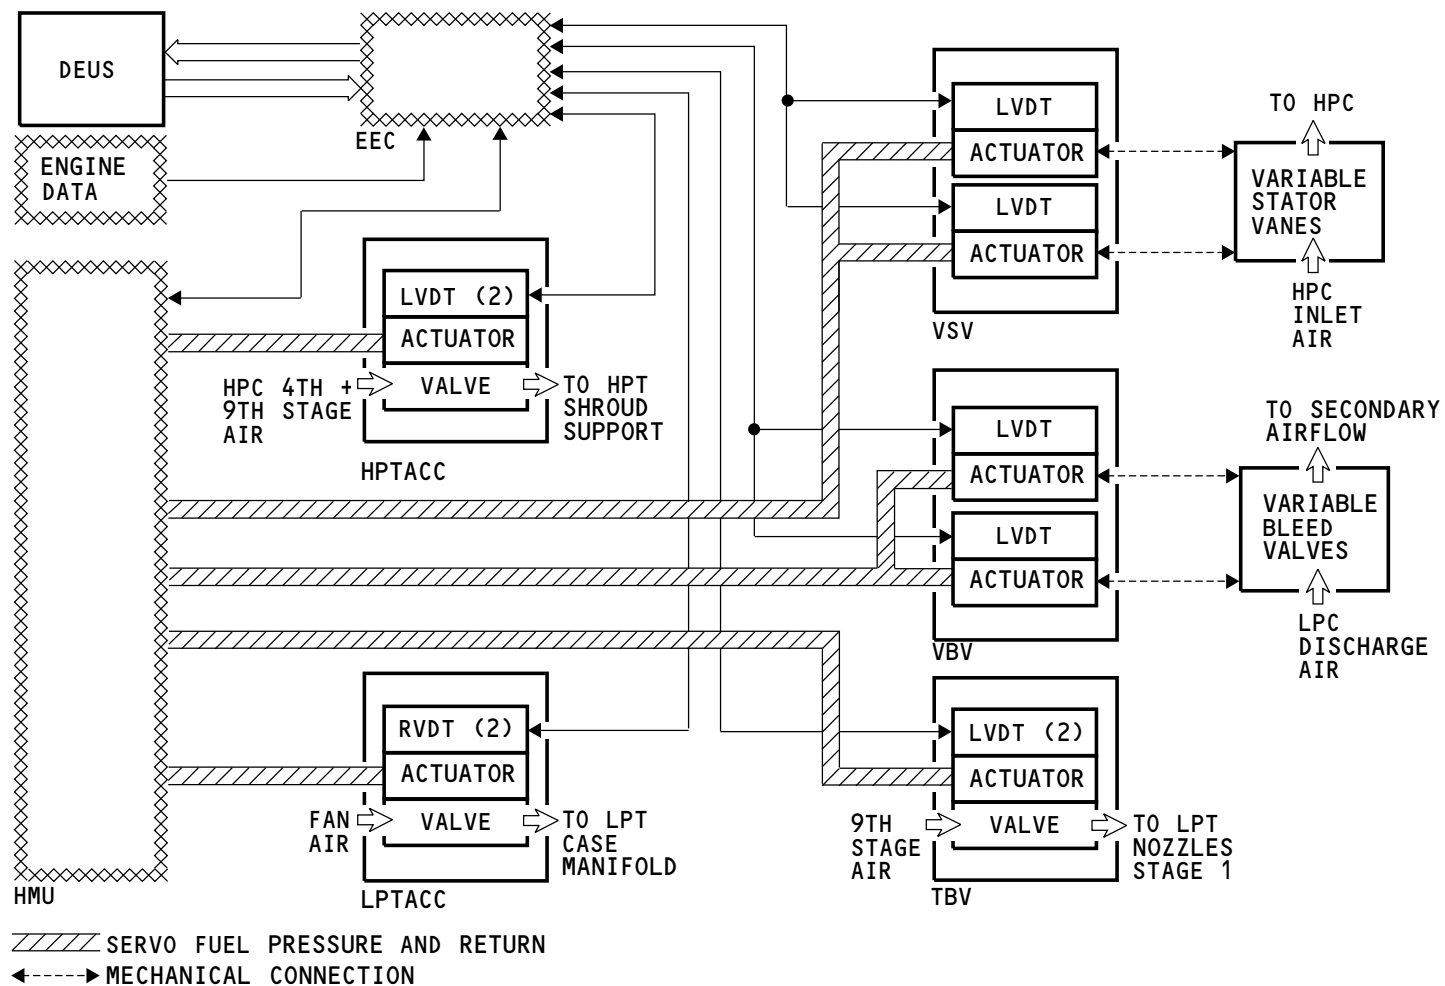 DEUS
EEC
ENGINE
DATA
HMU
LVDT (2)
ACTUATOR
VALVE
HPC 4TH +
9TH STAGE
AIR
TO HPT
SHROUD
SUPPORT
HPTACC
RVDT (2)
ACTUATOR
VALVE
FAN
AIR
TO LPT
CASE
MANIFOLD
LPTACC
LVDT
ACTUATOR
LVDT
ACTUATOR
VSV
TO HPC
VARIABLE
STATOR
VANES
HPC
INLET
AIR
LVDT
ACTUATOR
LVDT
ACTUATOR
VBV
TO SECONDARY
AIRFLOW
VARIABLE
BLEED
VALVES
LPC
DISCHARGE
AIR
LVDT (2)
ACTUATOR
VALVE
9TH
STAGE
AIR
TO LPT
NOZZLES
STAGE 1
TBV
SERVO FUEL PRESSURE AND RETURN
MECHANICAL CONNECTION